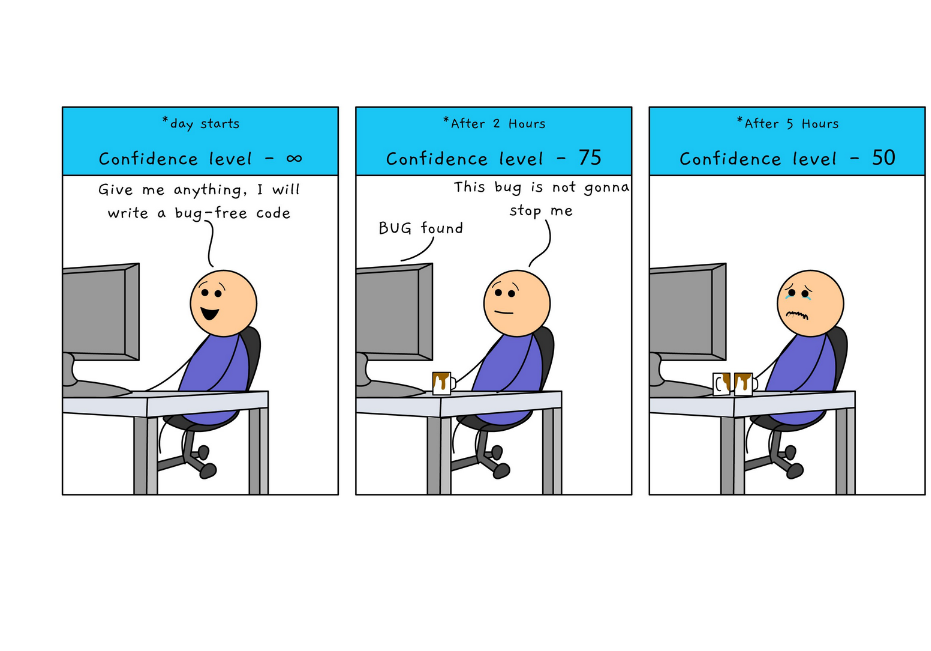 *day starts
Confidence level - ∞
Give me anything, I will
write a bug-free code
*After 2 Hours
Confidence level - 75
This bug is not gonna
stop me
BUG found
*After 5 Hours
Confidence level - 50